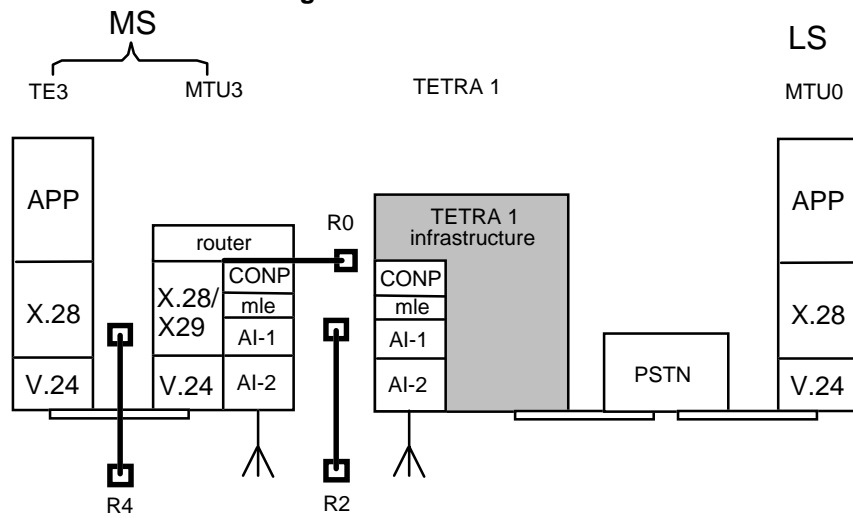 MS
LS
TE3
MTU3
TETRA 1
MTU0
APP
X.28
V.24
router
X.28/
X29
V.24
CONP
mle
AI-1
AI-2
R0
TETRA 1
infrastructure
CONP
mle
AI-1
AI-2
PSTN
APP
X.28
V.24
R4
R2